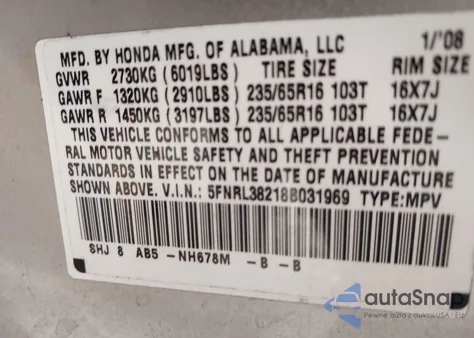 MFD. BY HONDA MFG. OF ALABAMA, LLC 1/'08
GVWR 2730KG (6019LBS) TIRE SIZE RIM SIZE
GAWR F 1320KG (2910LBS) 235/65R16 103T 16X7J
GAWR R 1450KG (3197LBS) 235/65R16 103T 16X7J
THIS VEHICLE CONFORMS TO ALL APPLICABLE FEDE-
RAL MOTOR VEHICLE SAFETY AND THEFT PREVENTION
STANDARDS IN EFFECT ON THE DATE OF MANUFACTURE
SHOWN ABOVE. V.I.N.: 5FNRL38218B031969 TYPE:MPV
SHJ 8 AB5 -NH678M -B -B
autoSnap
Pewne auto z USA